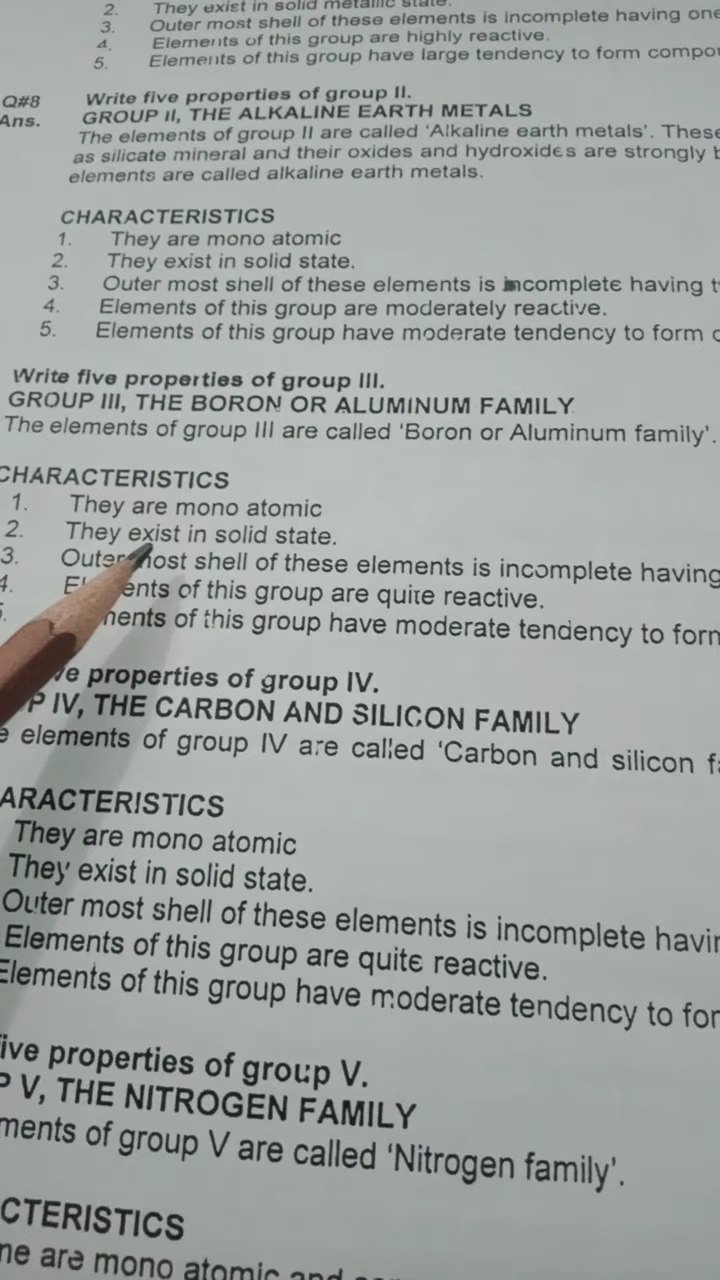 2. They exist in solid metallic state.
3. Outer most shell of these elements is incomplete having one
4. Elements of this group are highly reactive.
5. Elements of this group have large tendency to form
Q#8 Write five properties of group II.
Ans. GROUP II, THE ALKALINE EARTH METALS
The elements of group II are called 'Alkaline earth metals'. These
as silicate mineral and their oxides and hydroxides are strongly
elements are called alkaline earth metals.
CHARACTERISTICS
1. They are mono atomic
2. They exist in solid state.
3. Outer most shell of these elements is incomplete having
4. Elements of this group are moderately reactive.
5. Elements of this group have moderate tendency to form
Write five properties of group III.
GROUP III, THE BORON OR ALUMINUM FAMILY
The elements of group III are called 'Boron or Aluminum family'.
CHARACTERISTICS
1. They are mono atomic
2. They exist in solid state.
3. Outer most shell of these elements is incomplete having
4. of this group are quite reactive.
of this group have moderate tendency to form
properties of group IV.
IV, THE CARBON AND SILICON FAMILY
elements of group IV are called 'Carbon and silicon
ARACTERISTICS
They are mono atomic
They exist in solid state.
Outer most shell of these elements is incomplete
Elements of this group are quite reactive.
Elements of this group have moderate tendency to
ive properties of group V.
P V, THE NITROGEN FAMILY
ments of group V are called 'Nitrogen family'.
CTERISTICS
are mono atomic and